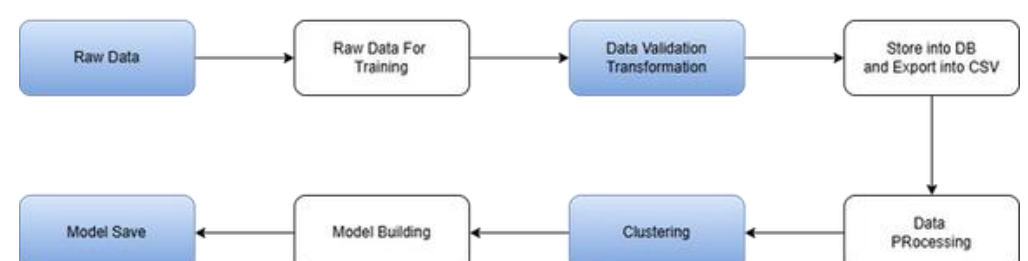 Raw Data
Raw Data For
Training
Data Validation
Transformation
Store into DB
and Export into CSV
Model Save
Model Building
Clustering
Data
PRocessing